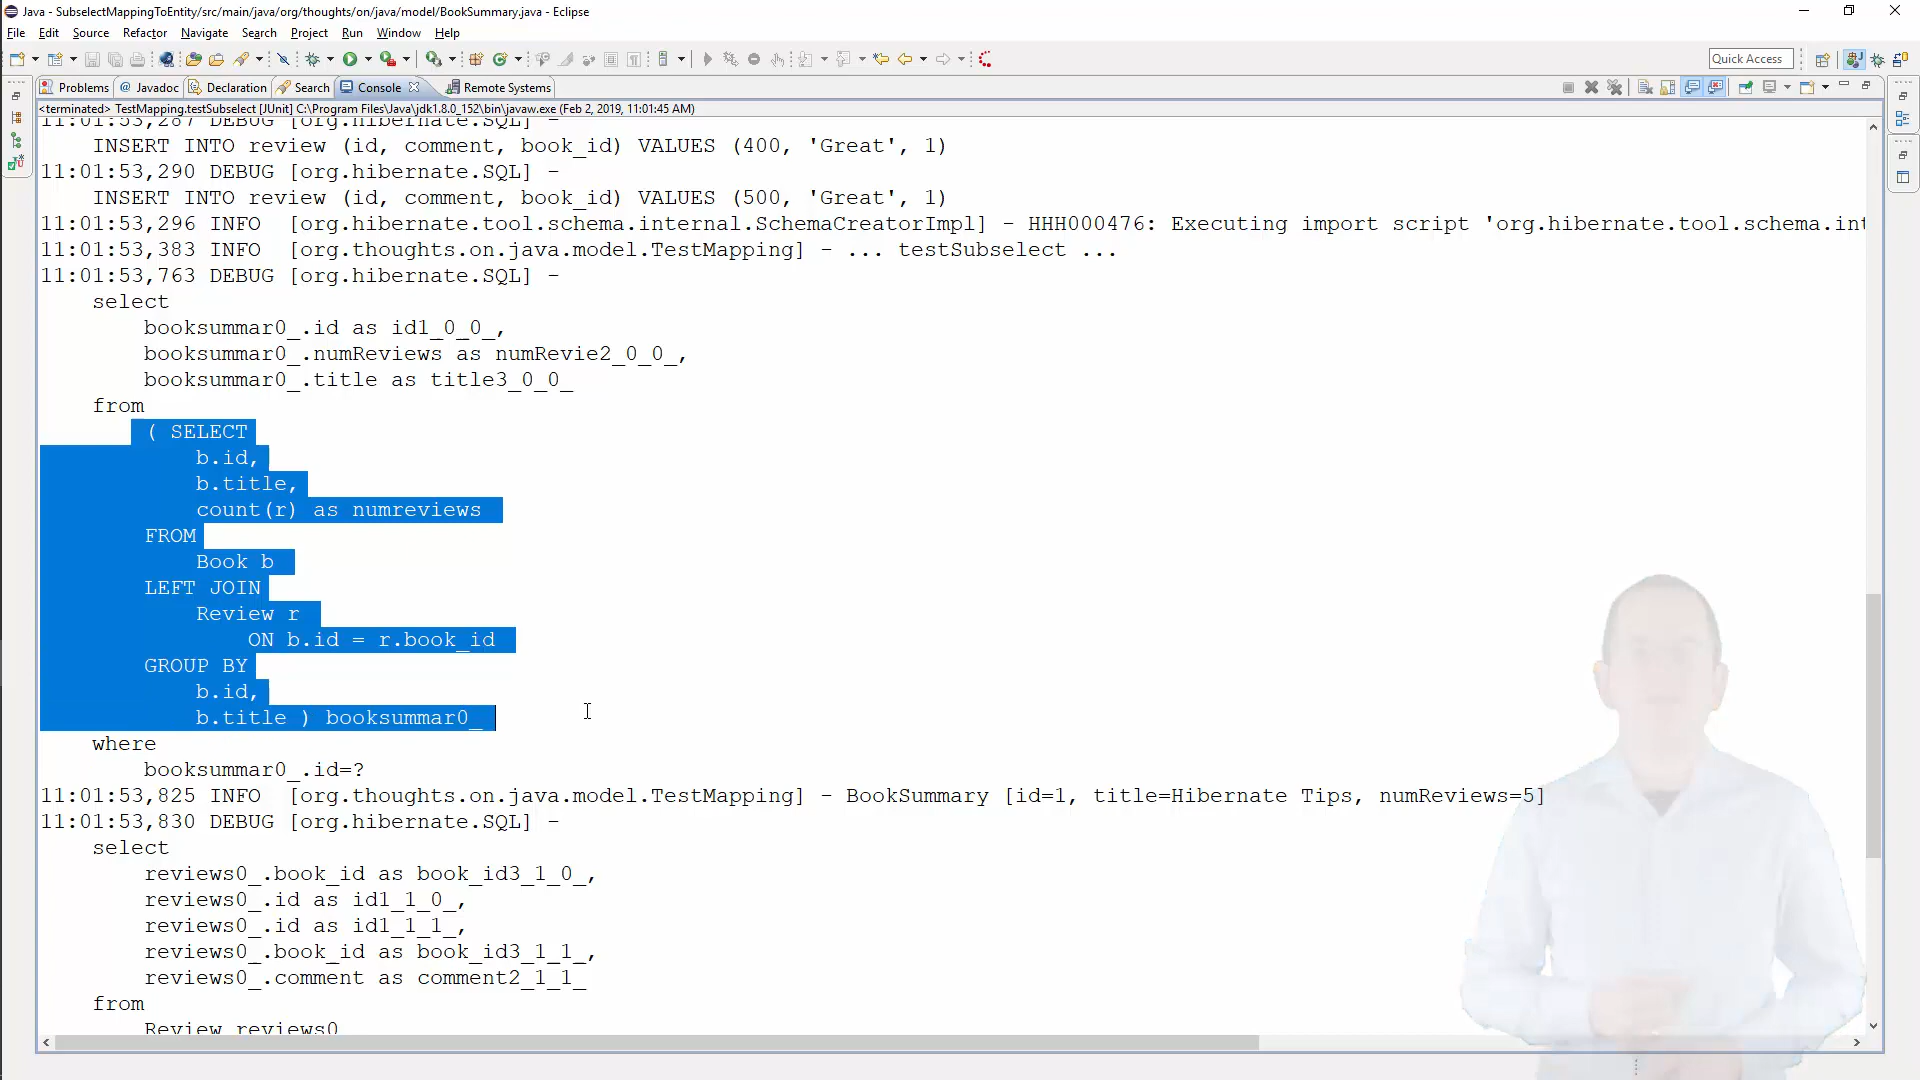 Java - SubselectMappingToEntity/src/main/java/org/thoughts/on/java/model/BookSummary.java - Eclipse
File Edit Source Refactor Navigate Search Project Run Window Help
Quick Access
Problems @ Javadoc Declaration Search Console Remote Systems
<terminated> TestMapping.testSubselect [JUnit] C:\Program Files\Java\jdk1.8.0_152\bin\javaw.exe (Feb 2, 2019, 11:01:45 AM)
11:01:53,287 DEBUG [org.hibernate.SQL] -
INSERT INTO review (id, comment, book_id) VALUES (400, 'Great', 1)
11:01:53,290 DEBUG [org.hibernate.SQL] -
INSERT INTO review (id, comment, book_id) VALUES (500, 'Great', 1)
11:01:53,296 INFO [org.hibernate.tool.schema.internal.SchemaCreatorImpl] - HHH000476: Executing import script 'org.hibernate.tool.schema.int
11:01:53,383 INFO [org.thoughts.on.java.model.TestMapping] - ... testSubselect ...
11:01:53,763 DEBUG [org.hibernate.SQL] -
select
booksummar0_.id as id1_0_0_,
booksummar0_.numReviews as numRevie2_0_0_,
booksummar0_.title as title3_0_0_
from
( SELECT
b.id,
b.title,
count(r) as numreviews
FROM
Book b
LEFT JOIN
Review r
ON b.id = r.book_id
GROUP BY
b.id,
b.title ) booksummar0_
where
booksummar0_.id=?
11:01:53,825 INFO [org.thoughts.on.java.model.TestMapping] - BookSummary [id=1, title=Hibernate Tips, numReviews=5]
11:01:53,830 DEBUG [org.hibernate.SQL] -
select
reviews0_.book_id as book_id3_1_0_,
reviews0_.id as id1_1_0_,
reviews0_.id as id1_1_1_,
reviews0_.book_id as book_id3_1_1_,
reviews0_.comment as comment2_1_1_
from
Review reviews0_